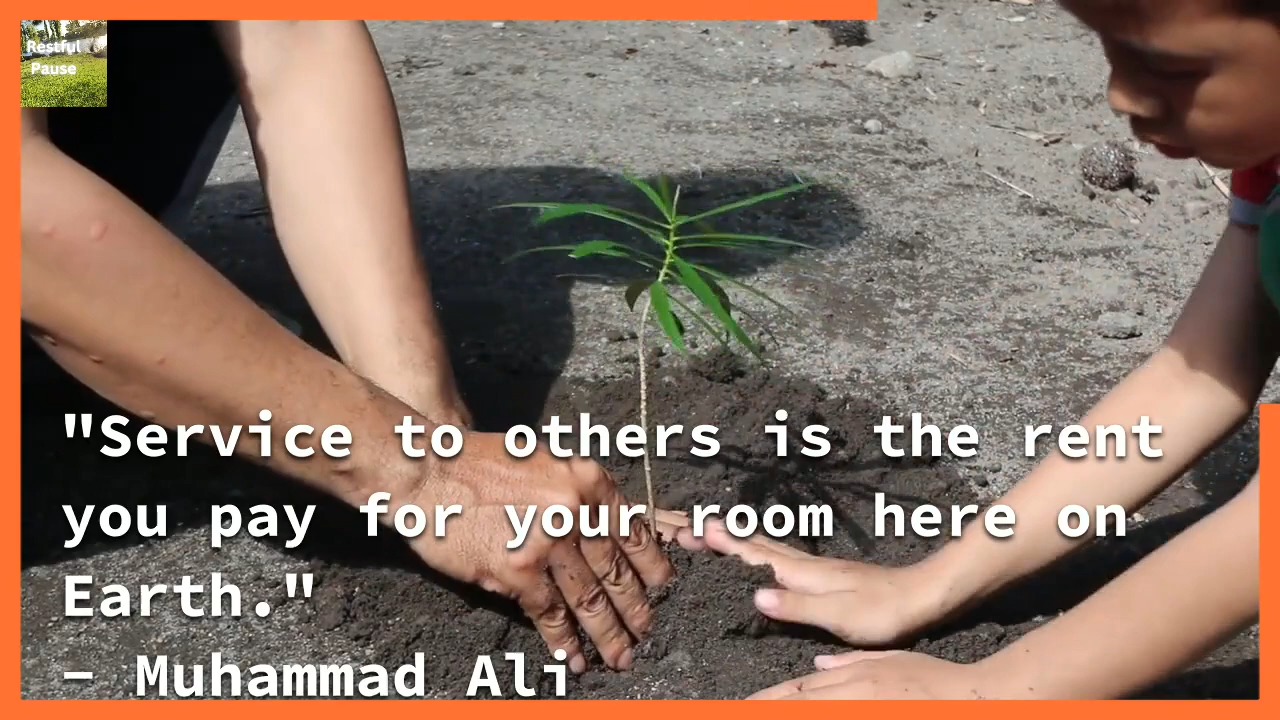 Restful
Pause
"Service to others is the rent
you pay for your room here on
Earth."
– Muhammad Ali